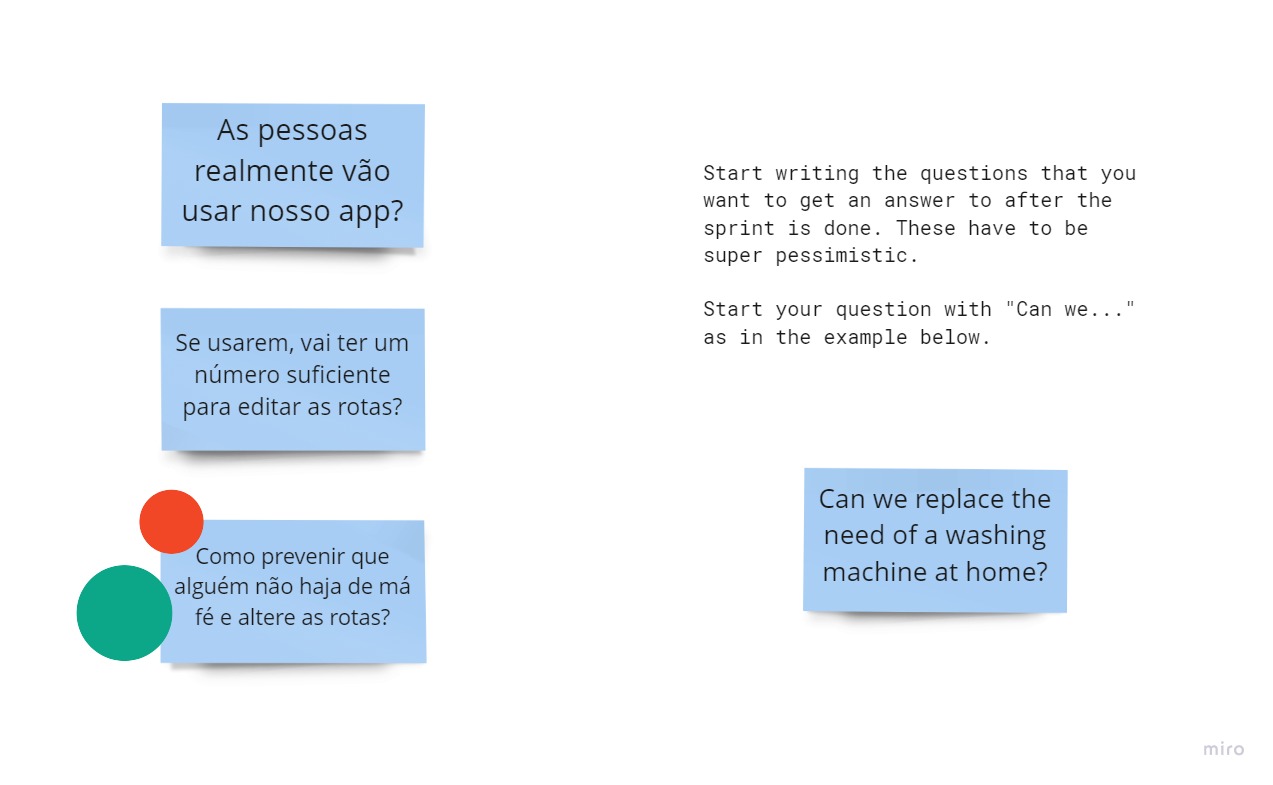 As pessoas
realmente vão
usar nosso app?
Se usarem, vai ter um
número suficiente
para editar as rotas?
Como prevenir que
alguém não haja de má
fé e altere as rotas?
Start writing the questions that you
want to get an answer to after the
sprint is done. These have to be
super pessimistic.
Start your question with "Can we..."
as in the example below.
Can we replace the
need of a washing
machine at home?
miro